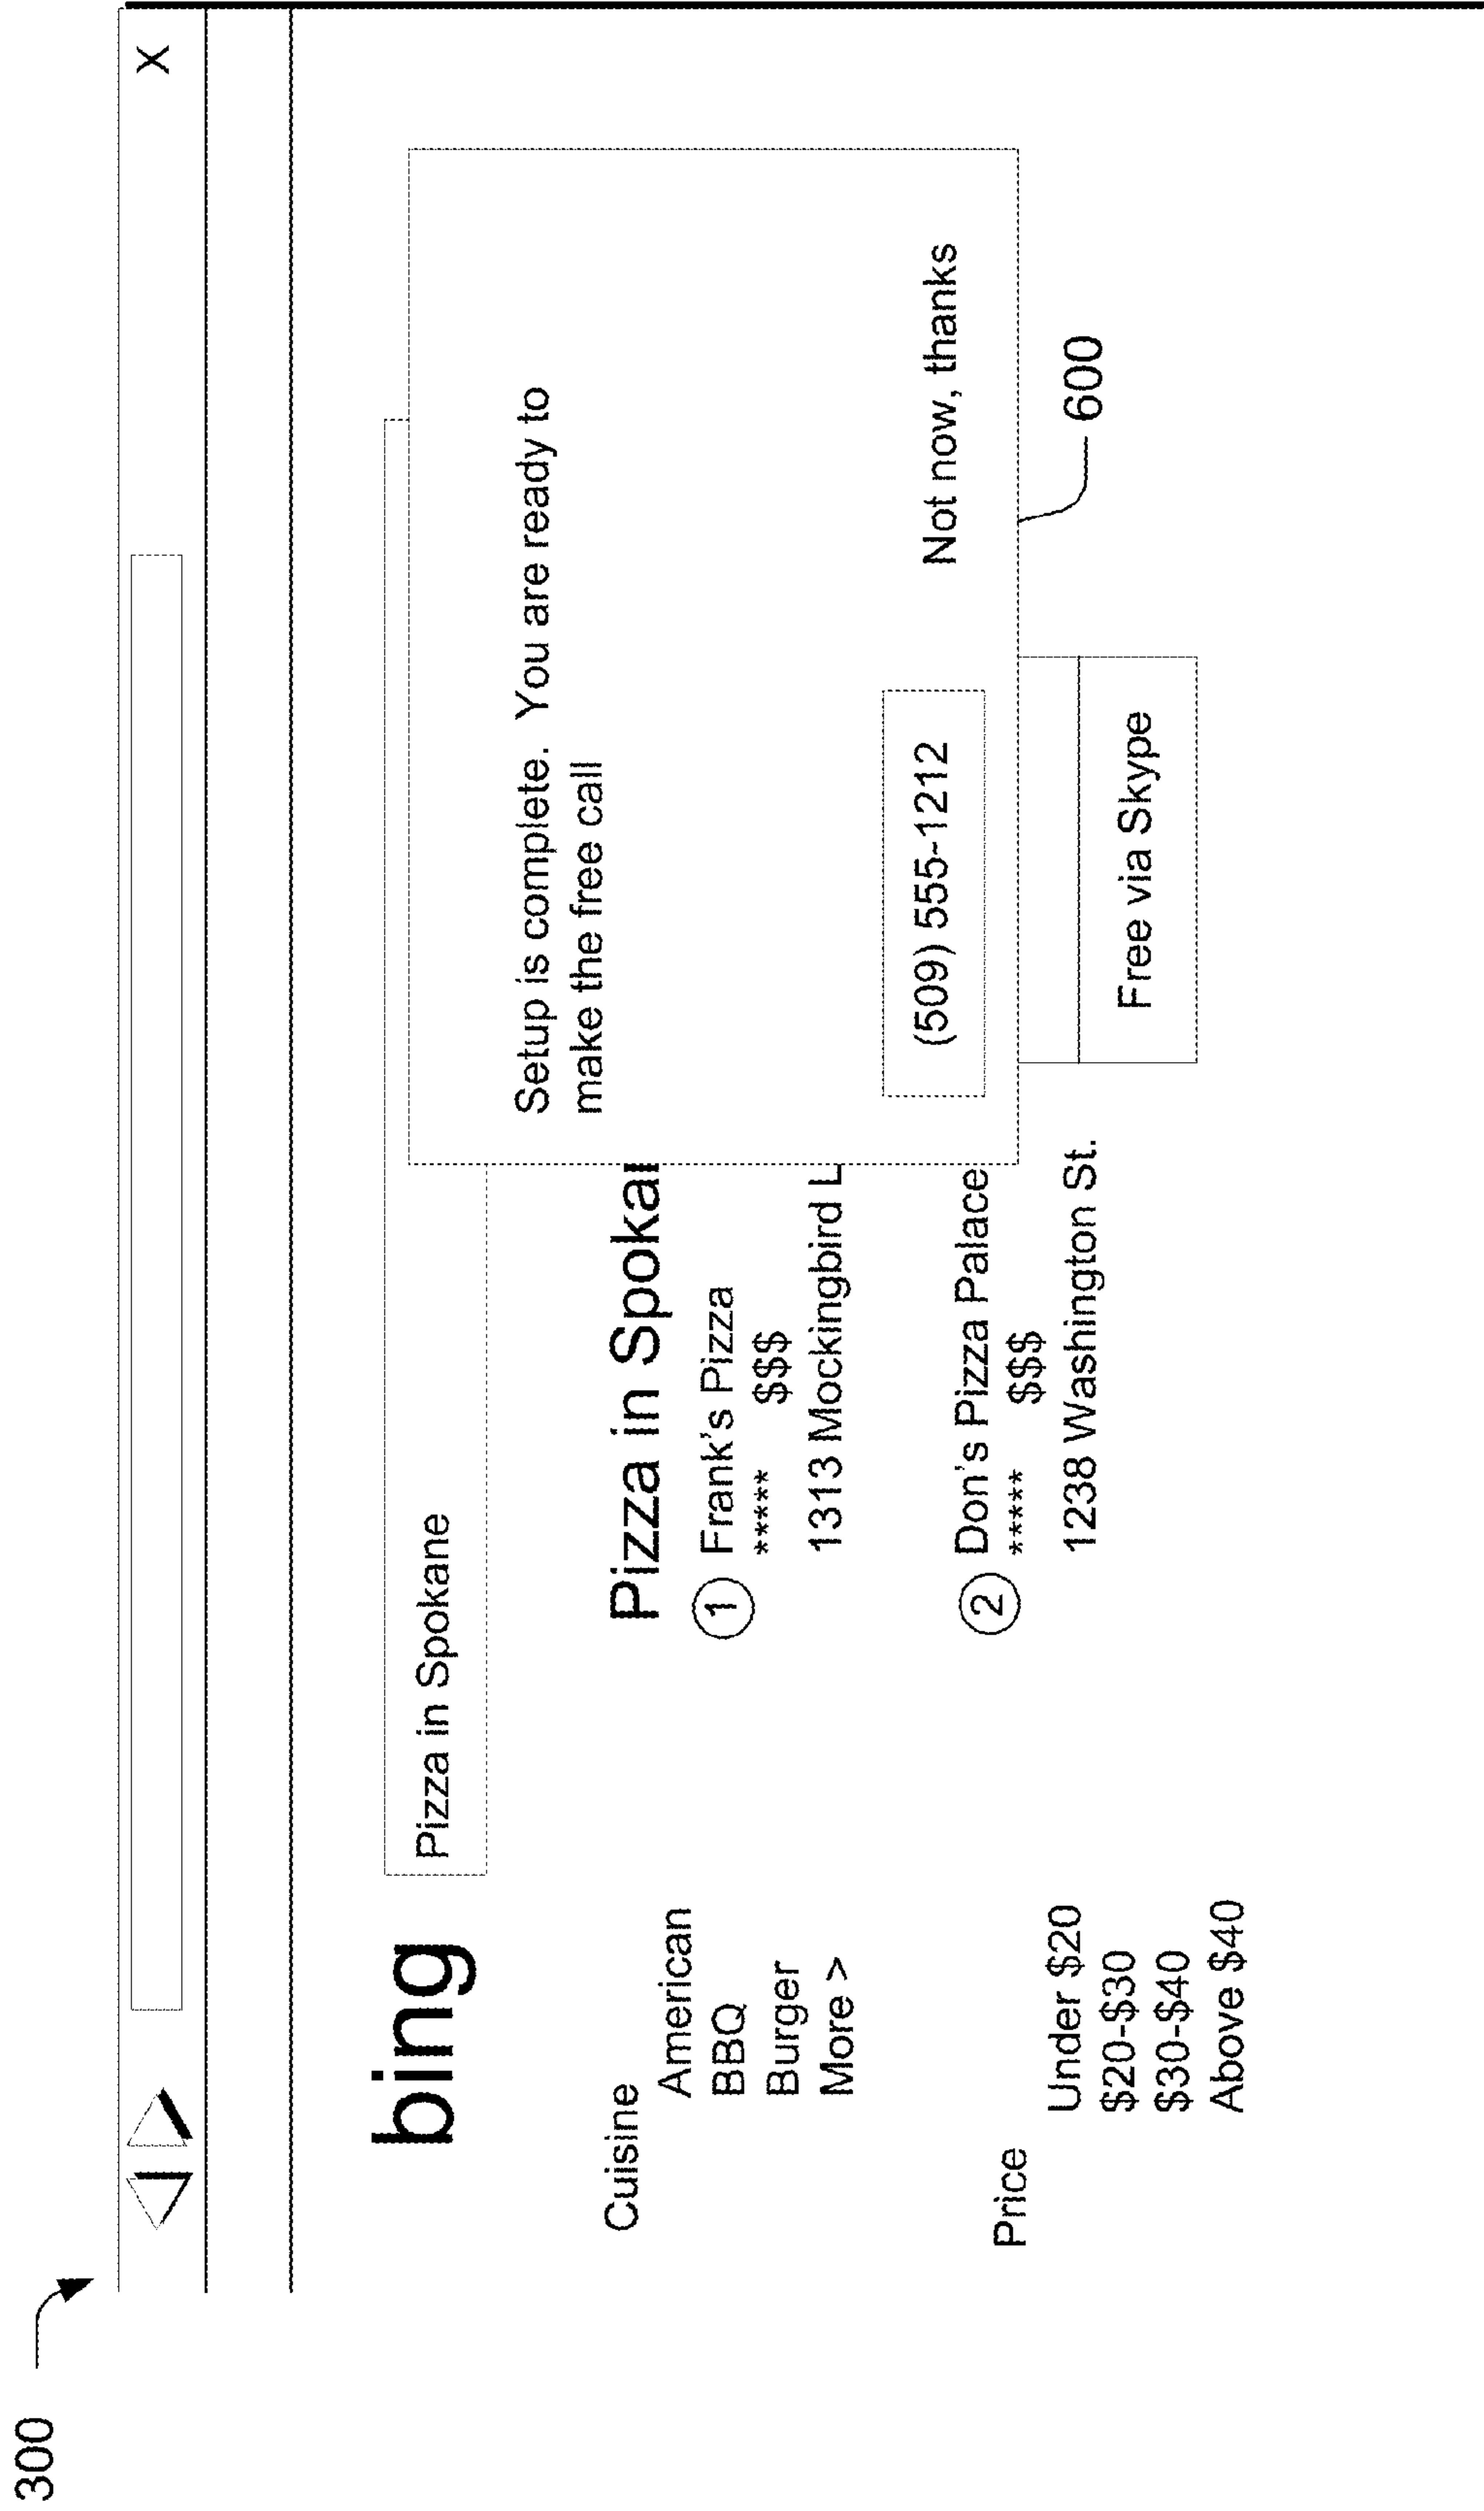 300
X
bing
Pizza in Spokane
Setup is complete. You are ready to
make the free call
(509) 555-1212
Not now, thanks
600
Free via Skype
Cuisine
American
BBQ
Burger
More >
Price
Under $20
$20-$30
$30-$40
Above $40
Pizza in Spoka
1 Frank's Pizza
***** $$$
1313 Mockingbird L
2 Don's Pizza Palace
***** $$$
1238 Washington St.